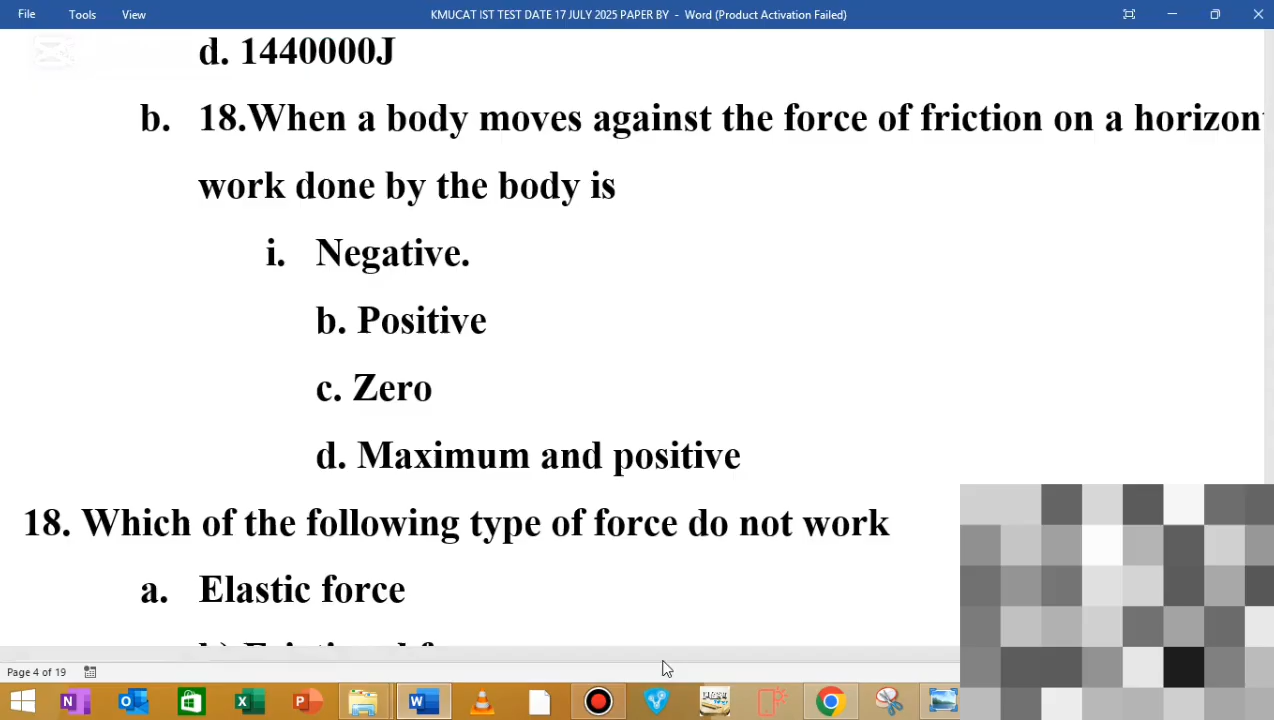 File Tools View KMUCAT IST TEST DATE 17 JULY 2025 PAPER BY - Word (Product Activation Failed)
d. 1440000J
b. 18.When a body moves against the force of friction on a
work done by the body is
i. Negative.
b. Positive
c. Zero
d. Maximum and positive
18. Which of the following type of force do not work
a. Elastic force
Page 4 of 19